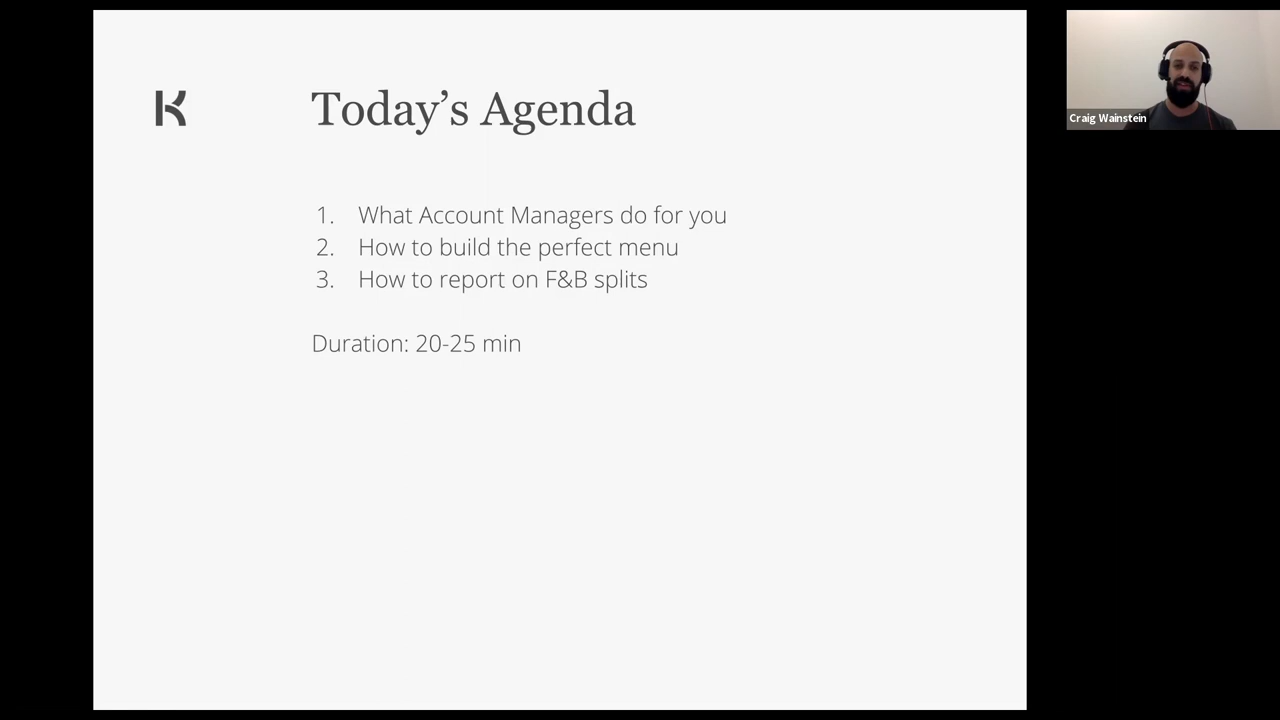 Today’s Agenda
1. What Account Managers do for you
2. How to build the perfect menu
3. How to report on F&B splits
Duration: 20-25 min
Craig Wainstein